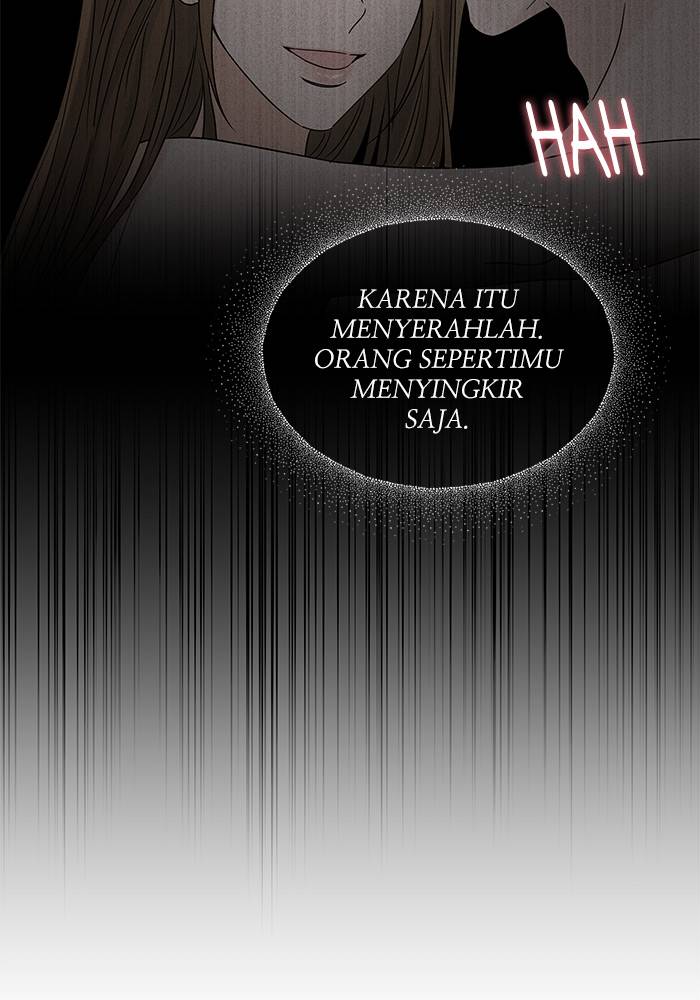 HAH
KARENA ITU
MENYERAHLAH.
ORANG SEPERTIMU
MENYINGKIR
SAJA.